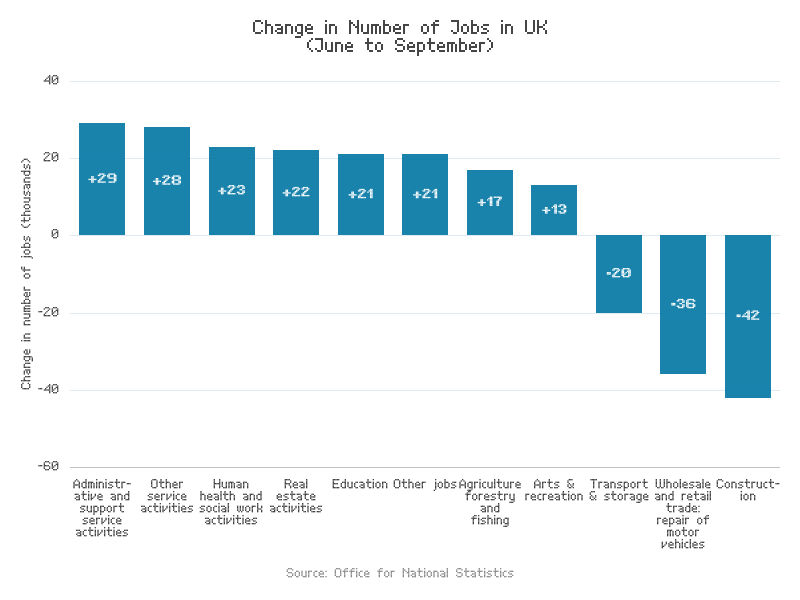 Change in Number of Jobs in UK
(June to September)
Change in number of jobs (thousands)
40
20
0
-20
-40
-60
+29
+28
+23
+22
+21
+21
+17
+13
-20
-36
-42
Administr-
ative and
support
service
activities
Other
service
activities
Human
health and
social work
activities
Real
estate
activities
Education
Other jobs
Agriculture
forestry
and
fishing
Arts &
recreation
Transport
& storage
Wholesale
and retail
trade:
repair of
motor
vehicles
Construct-
ion
Source: Office for National Statistics